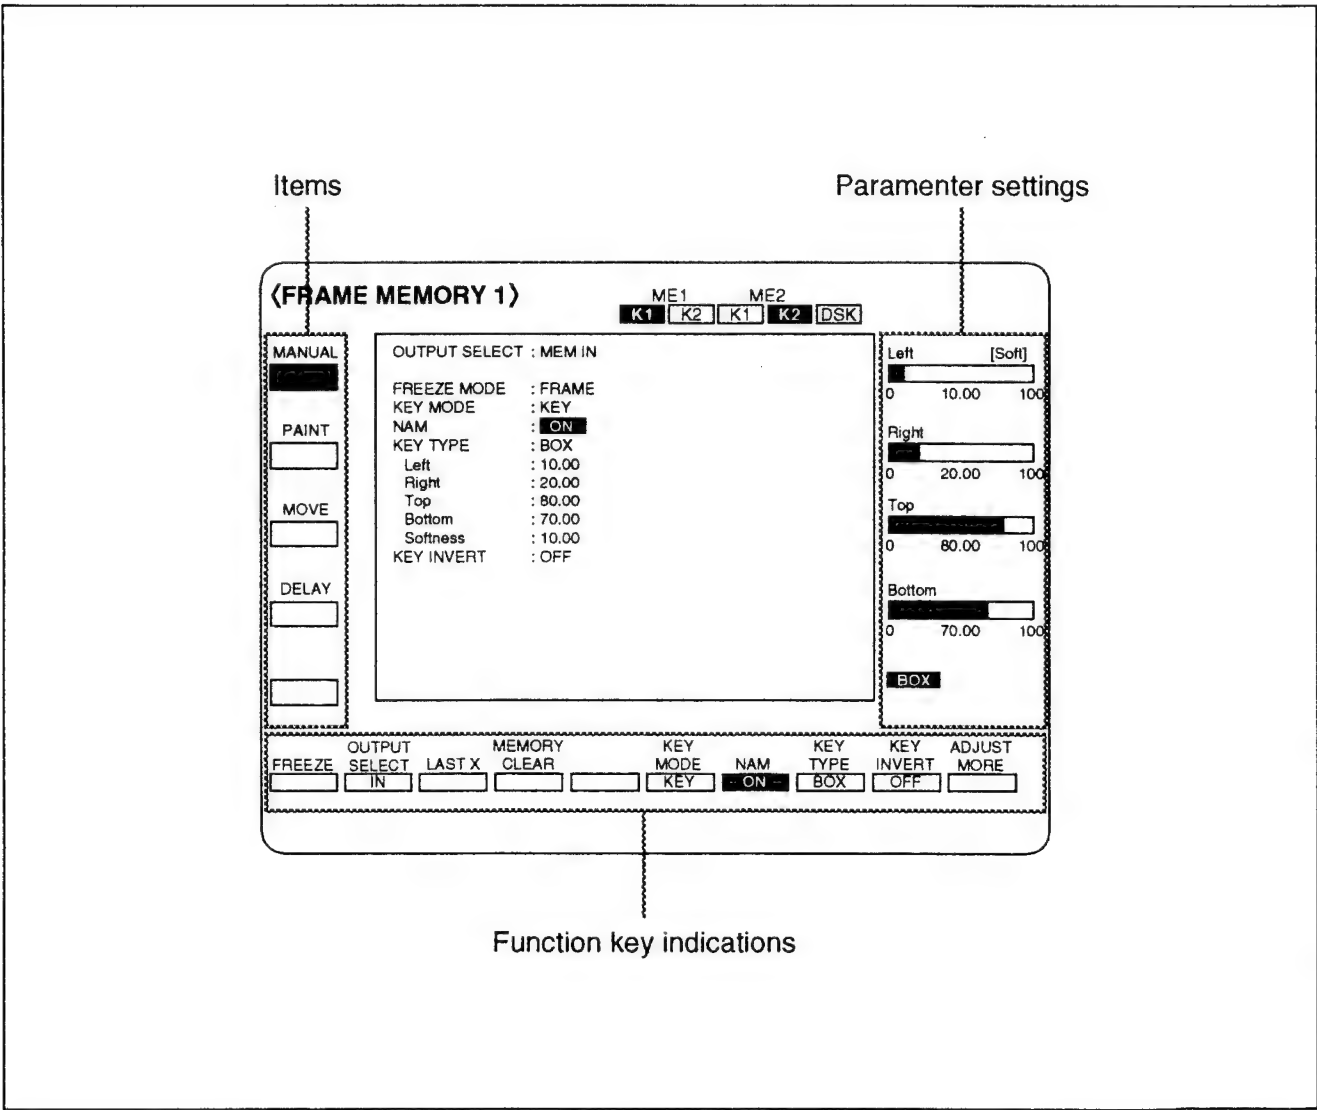 Items
Paramenter settings
〈FRAME MEMORY 1〉
ME1 ME2
K1 K2 K1 K2 DSK
MANUAL
PAINT
MOVE
DELAY
OUTPUT SELECT : MEM IN
FREEZE MODE : FRAME
KEY MODE : KEY
NAM : ON
KEY TYPE : BOX
Left : 10.00
Right : 20.00
Top : 80.00
Bottom : 70.00
Softness : 10.00
KEY INVERT : OFF
Left [Soft]
0 10.00 100
Right
0 20.00 100
Top
0 80.00 100
Bottom
0 70.00 100
BOX
FREEZE
OUTPUT SELECT
IN
LAST X
MEMORY CLEAR
KEY MODE
KEY
NAM
ON
KEY TYPE
BOX
KEY INVERT
OFF
ADJUST MORE
Function key indications